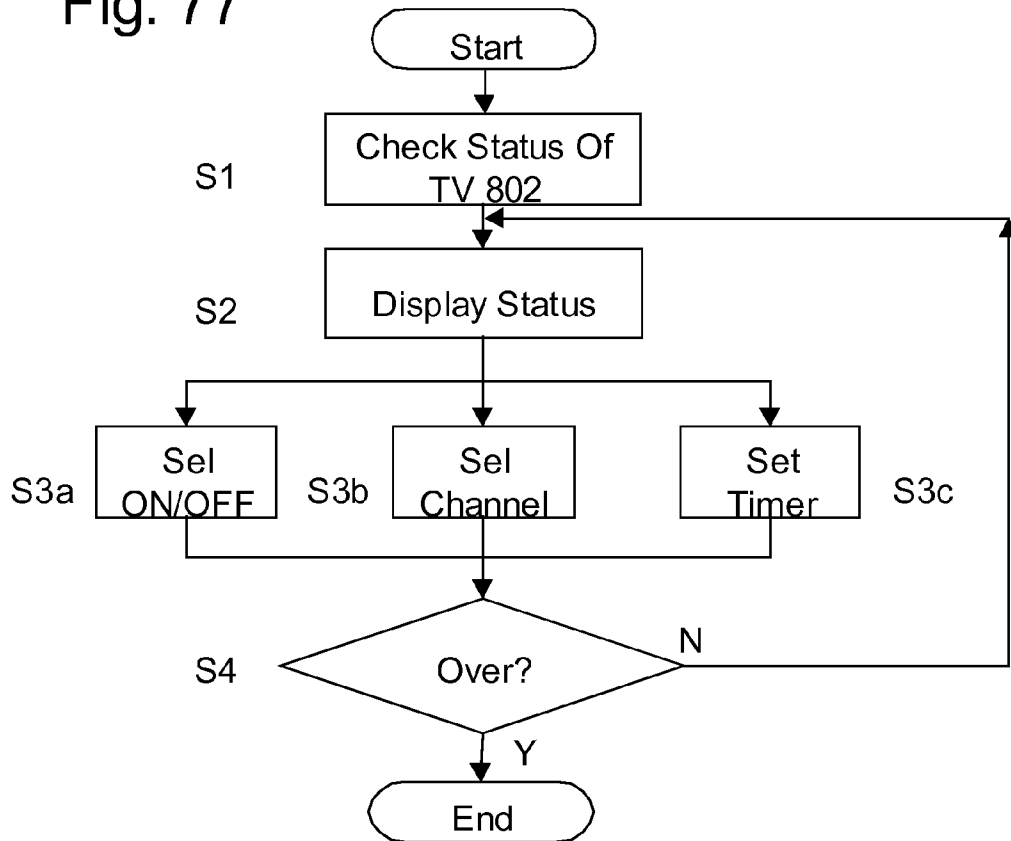 Fig. 77
Start
Check Status Of
TV 802
S1
Display Status
S2
Sel
ON/OFF
S3a
Sel
Channel
S3b
Set
Timer
S3c
Over?
S4
N
Y
End